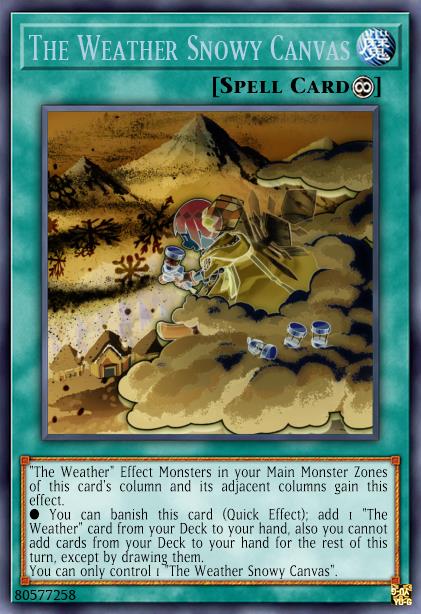 The Weather Snowy Canvas 魔
[Spell Card]
"The Weather" Effect Monsters in your Main Monster Zones
of this card's column and its adjacent columns gain this
effect.
● You can banish this card (Quick Effect); add 1 "The
Weather" card from your Deck to your hand, also you cannot
add cards from your Deck to your hand for the rest of this
turn, except by drawing them.
You can only control 1 "The Weather Snowy Canvas".
80577258